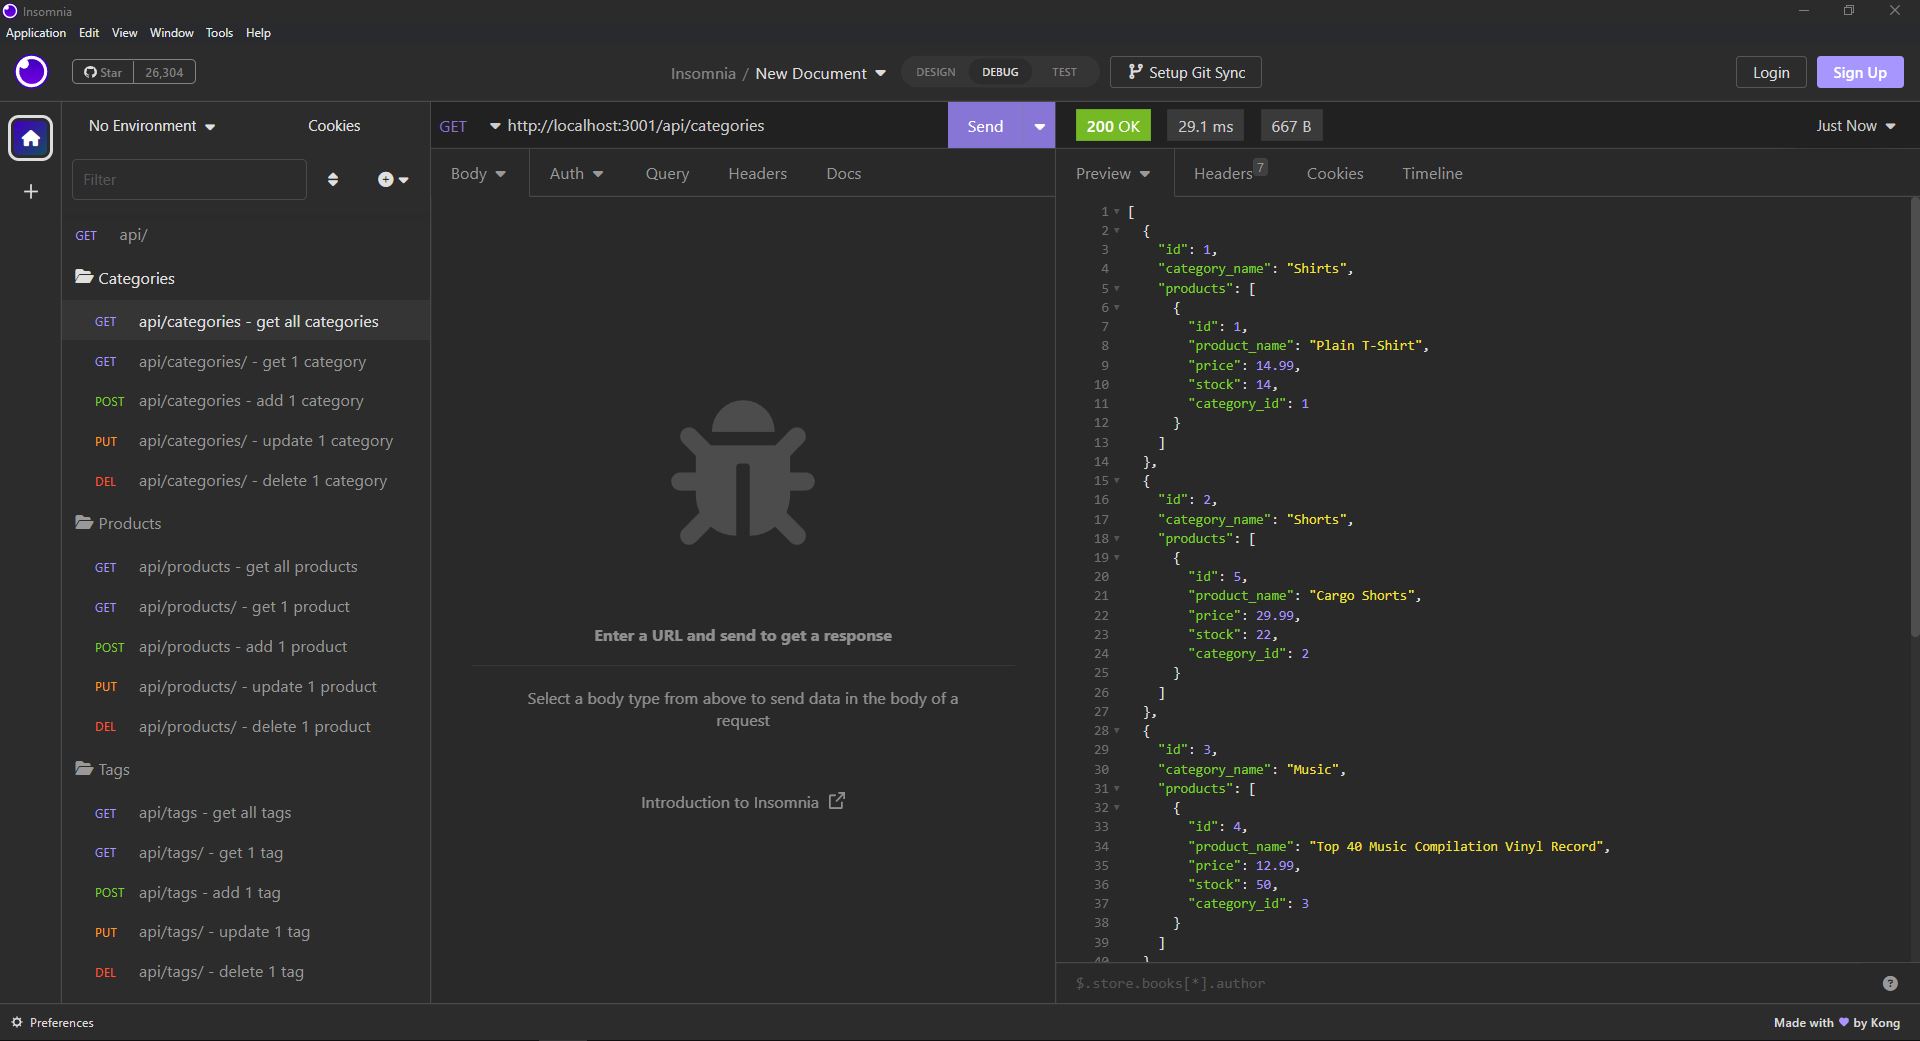 Insomnia
Application Edit View Window Tools Help
Star 26,304
Insomnia / New Document
DESIGN DEBUG TEST
Setup Git Sync
Login
Sign Up
No Environment
Cookies
Filter
GET api/
Categories
GET api/categories - get all categories
GET api/categories/ - get 1 category
POST api/categories - add 1 category
PUT api/categories/ - update 1 category
DEL api/categories/ - delete 1 category
Products
GET api/products - get all products
GET api/products/ - get 1 product
POST api/products - add 1 product
PUT api/products/ - update 1 product
DEL api/products/ - delete 1 product
Tags
GET api/tags - get all tags
GET api/tags/ - get 1 tag
POST api/tags - add 1 tag
PUT api/tags/ - update 1 tag
DEL api/tags/ - delete 1 tag
GET http://localhost:3001/api/categories
Send
Body Auth Query Headers Docs
Enter a URL and send to get a response
Select a body type from above to send data in the body of a
request
Introduction to Insomnia
200 OK 29.1 ms 667 B
Just Now
Preview Headers 7 Cookies Timeline
1 [
2 {
3 "id": 1,
4 "category_name": "Shirts",
5 "products": [
6 {
7 "id": 1,
8 "product_name": "Plain T-Shirt",
9 "price": 14.99,
10 "stock": 14,
11 "category_id": 1
12 }
13 ]
14 },
15 {
16 "id": 2,
17 "category_name": "Shorts",
18 "products": [
19 {
20 "id": 5,
21 "product_name": "Cargo Shorts",
22 "price": 29.99,
23 "stock": 22,
24 "category_id": 2
25 }
26 ]
27 },
28 {
29 "id": 3,
30 "category_name": "Music",
31 "products": [
32 {
33 "id": 4,
34 "product_name": "Top 40 Music Compilation Vinyl Record",
35 "price": 12.99,
36 "stock": 50,
37 "category_id": 3
38 }
39 ]
$.store.books[*].author
Preferences
Made with 💜 by Kong